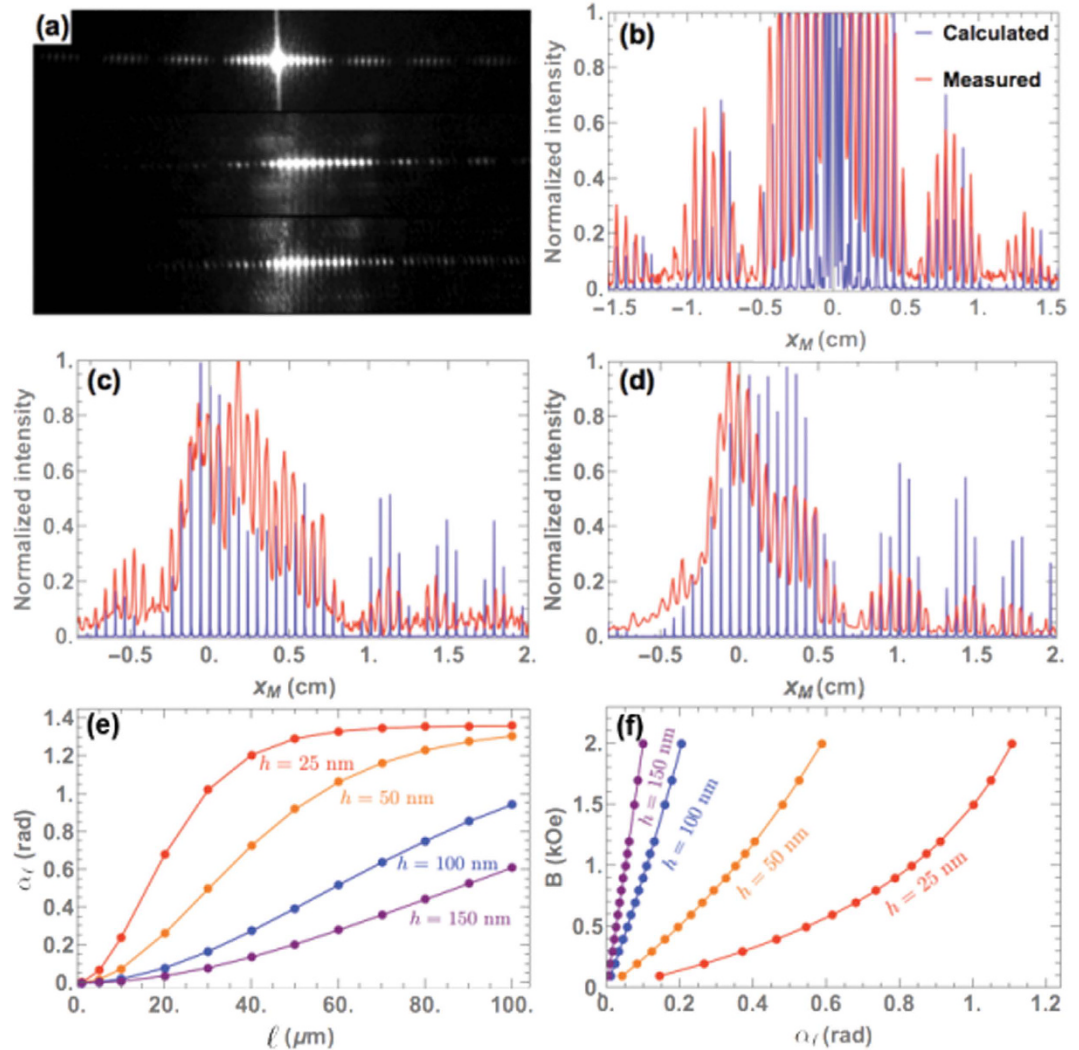 (a)
(b)
Calculated
Measured
Normalized intensity
1.
0.8
0.6
0.4
0.2
0.
−1.5 −1.0 −0.5 0. 0.5 1.0 1.5
x_M (cm)
(c)
Normalized intensity
1.
0.8
0.6
0.4
0.2
0.
−0.5 0. 0.5 1. 1.5 2.
x_M (cm)
(d)
Normalized intensity
1.
0.8
0.6
0.4
0.2
0.
−0.5 0. 0.5 1. 1.5 2.
x_M (cm)
(e)
α_ℓ (rad)
1.4
1.2
1.0
0.8
0.6
0.4
0.2
0.
h = 25 nm
h = 50 nm
h = 100 nm
h = 150 nm
0 20 40 60 80 100
ℓ (μm)
(f)
B (kOe)
2.
1.5
1.
0.5
0.
h = 150 nm
h = 100 nm
h = 50 nm
h = 25 nm
0. 0.2 0.4 0.6 0.8 1.0 1.2
α_ℓ (rad)